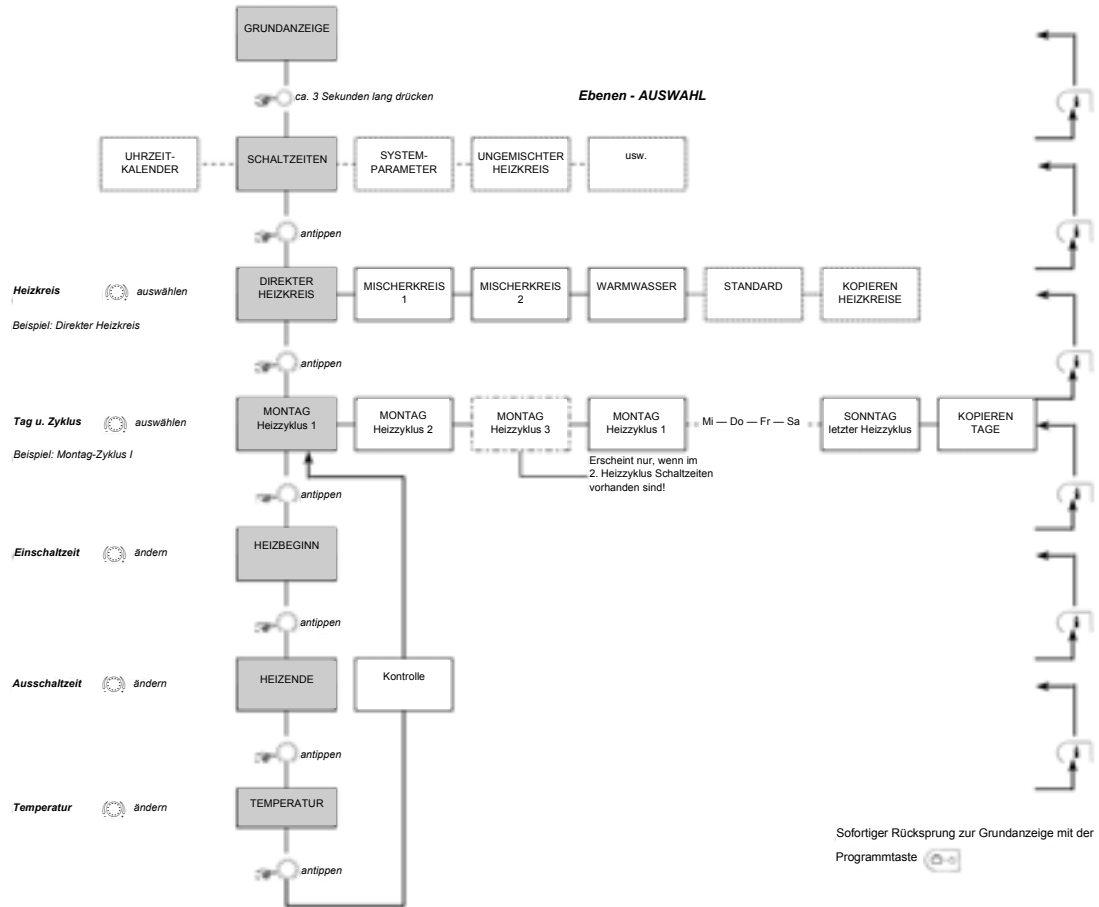 GRUNDANZEIGE
ca. 3 Sekunden lang drücken
Ebenen - AUSWAHL
UHRZEIT-
KALENDER
SCHALTZEITEN
SYSTEM-
PARAMETER
UNGEMISCHTER
HEIZKREIS
usw.
antippen
Heizkreis auswählen
Beispiel: Direkter Heizkreis
DIREKTER
HEIZKREIS
MISCHERKREIS
1
MISCHERKREIS
2
WARMWASSER
STANDARD
KOPIEREN
HEIZKREISE
antippen
Tag u. Zyklus auswählen
Beispiel: Montag-Zyklus I
MONTAG
Heizzyklus 1
MONTAG
Heizzyklus 2
MONTAG
Heizzyklus 3
MONTAG
Heizzyklus 1
Mi — Do — Fr — Sa
SONNTAG
letzter Heizzyklus
KOPIEREN
TAGE
Erscheint nur, wenn im
2. Heizzyklus Schaltzeiten
vorhanden sind!
antippen
Einschaltzeit ändern
HEIZBEGINN
antippen
Ausschaltzeit ändern
HEIZENDE
Kontrolle
antippen
Temperatur ändern
TEMPERATUR
antippen
Sofortiger Rücksprung zur Grundanzeige mit der
Programmtaste